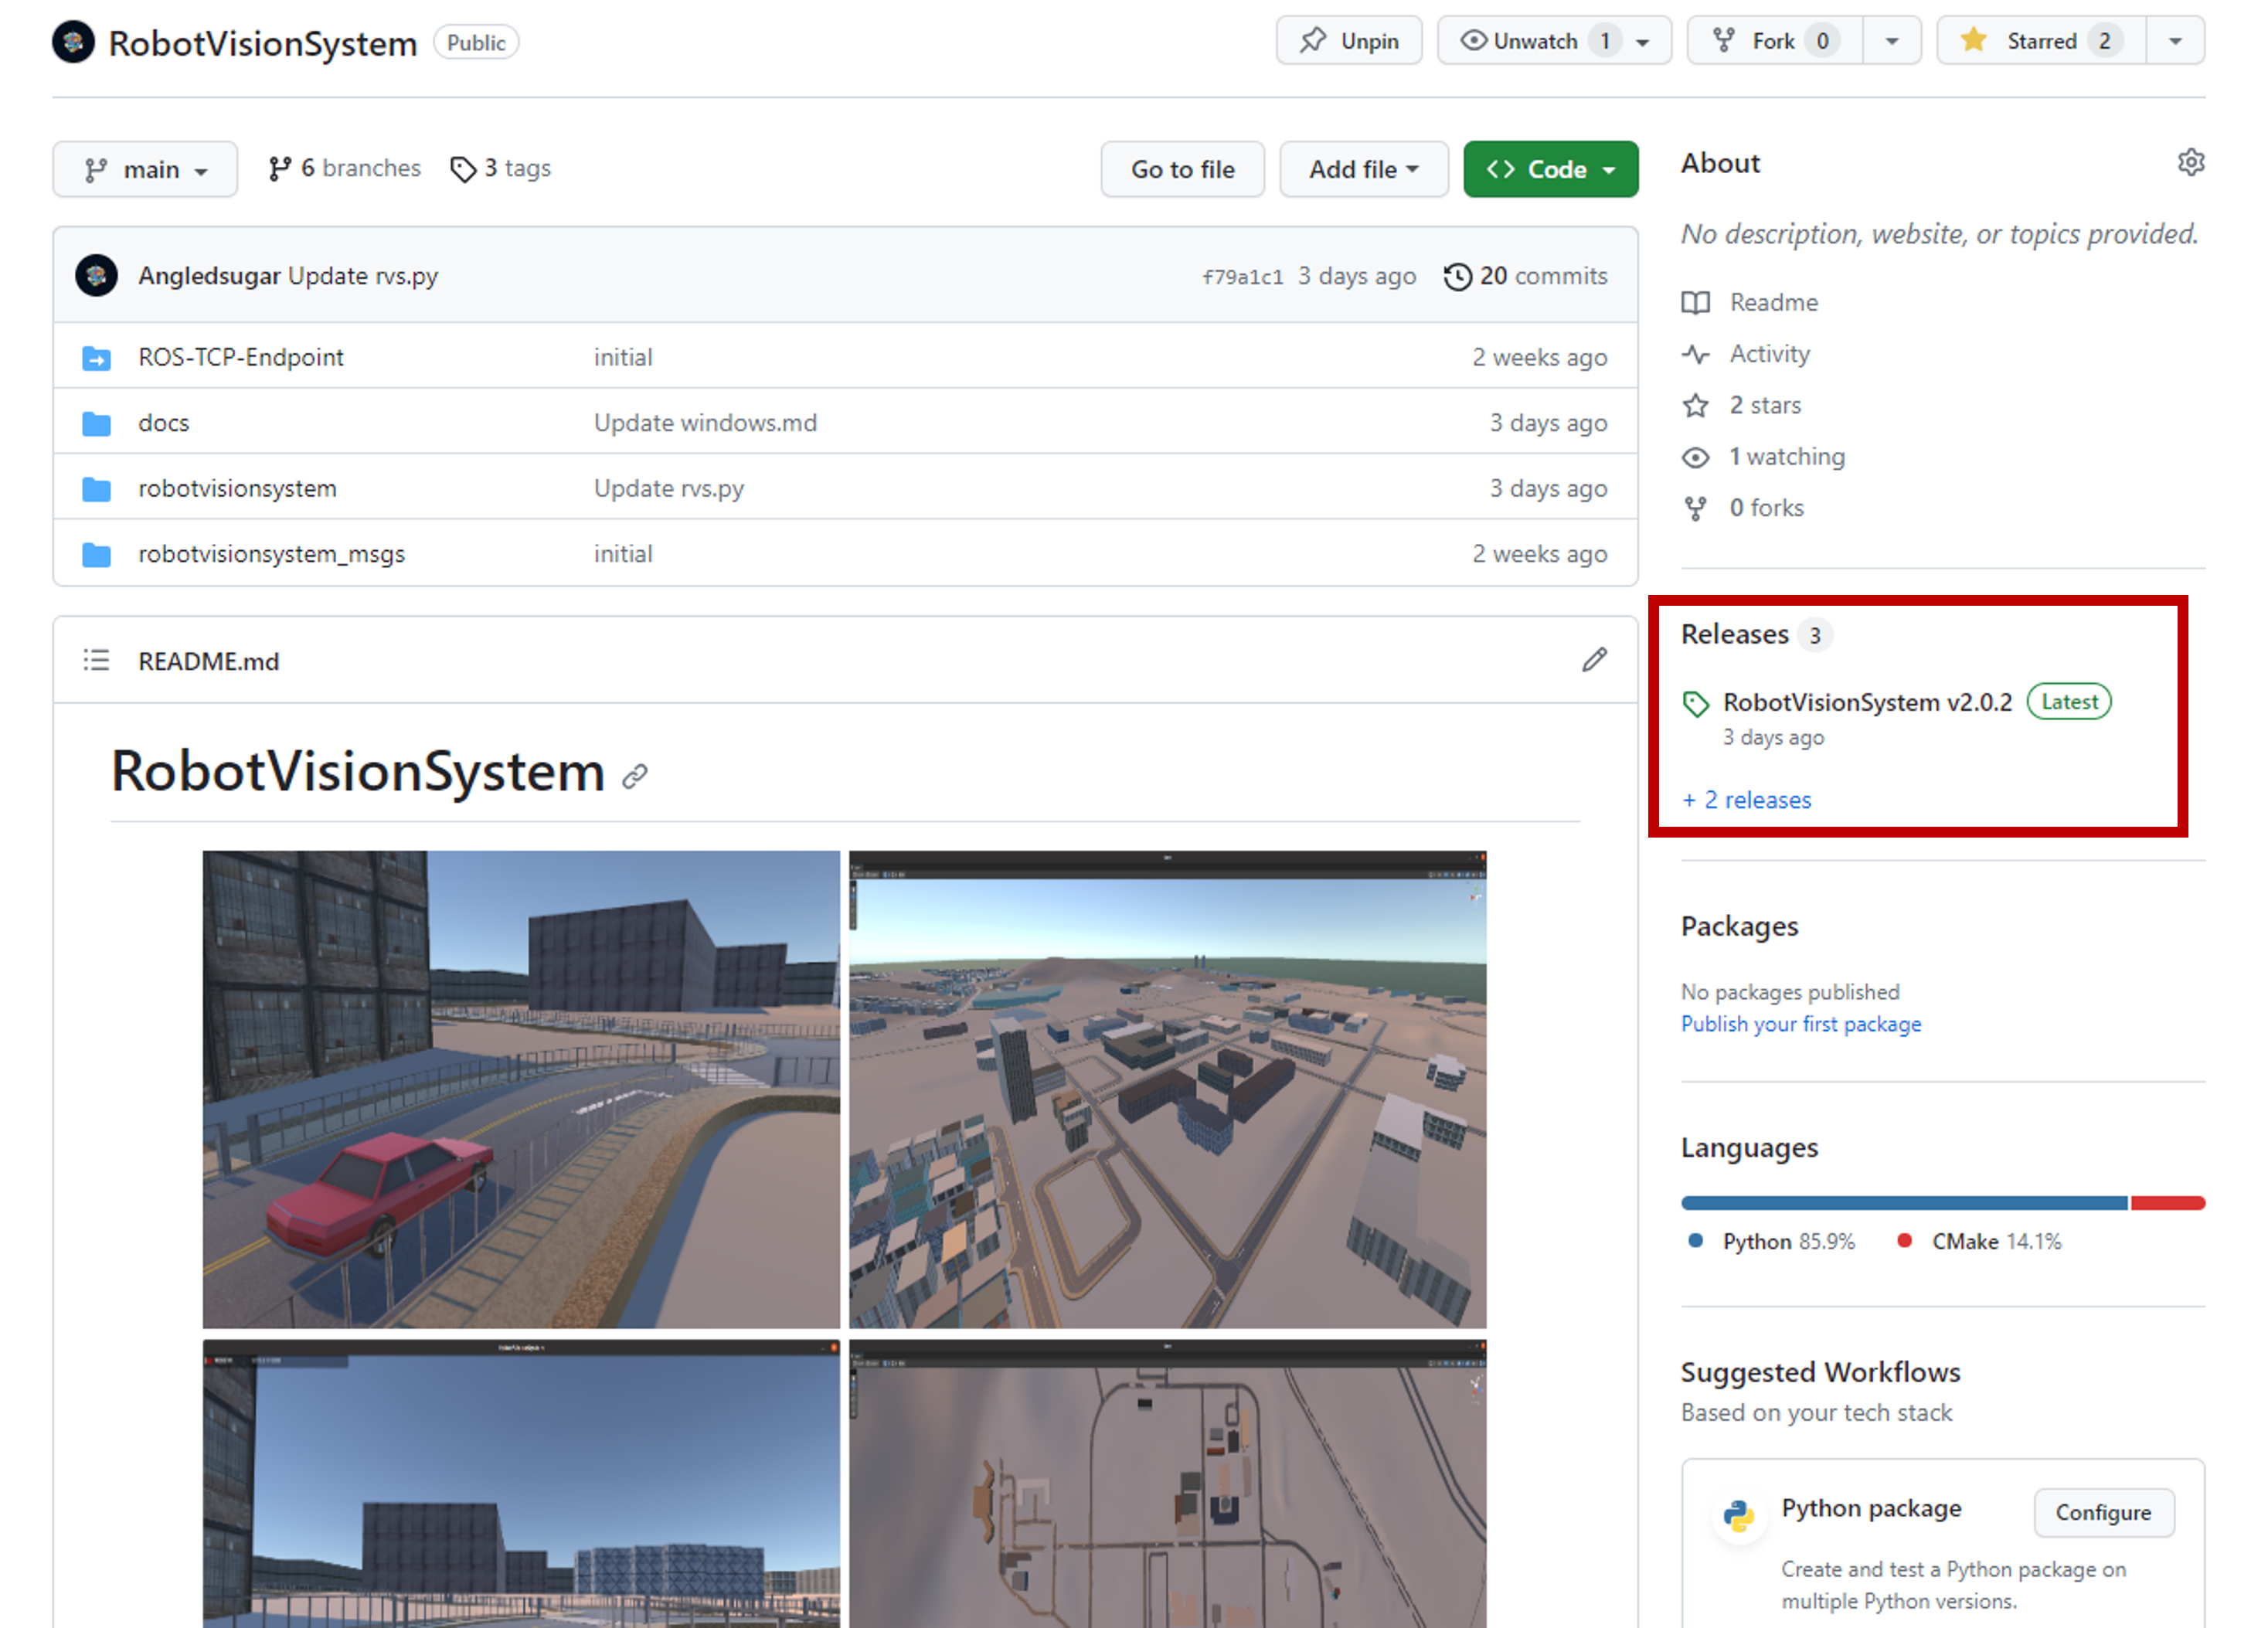 RobotVisionSystem Public
Unpin Unwatch 1 Fork 0 Starred 2
main 6 branches 3 tags Go to file Add file <> Code
Angledsugar Update rvs.py f79a1c1 3 days ago 20 commits
ROS-TCP-Endpoint initial 2 weeks ago
docs Update windows.md 3 days ago
robotvisionsystem Update rvs.py 3 days ago
robotvisionsystem_msgs initial 2 weeks ago
README.md
RobotVisionSystem
About
No description, website, or topics provided.
Readme
Activity
2 stars
1 watching
0 forks
Releases 3
RobotVisionSystem v2.0.2 Latest
3 days ago
+ 2 releases
Packages
No packages published
Publish your first package
Languages
Python 85.9% CMake 14.1%
Suggested Workflows
Based on your tech stack
Python package Configure
Create and test a Python package on
multiple Python versions.